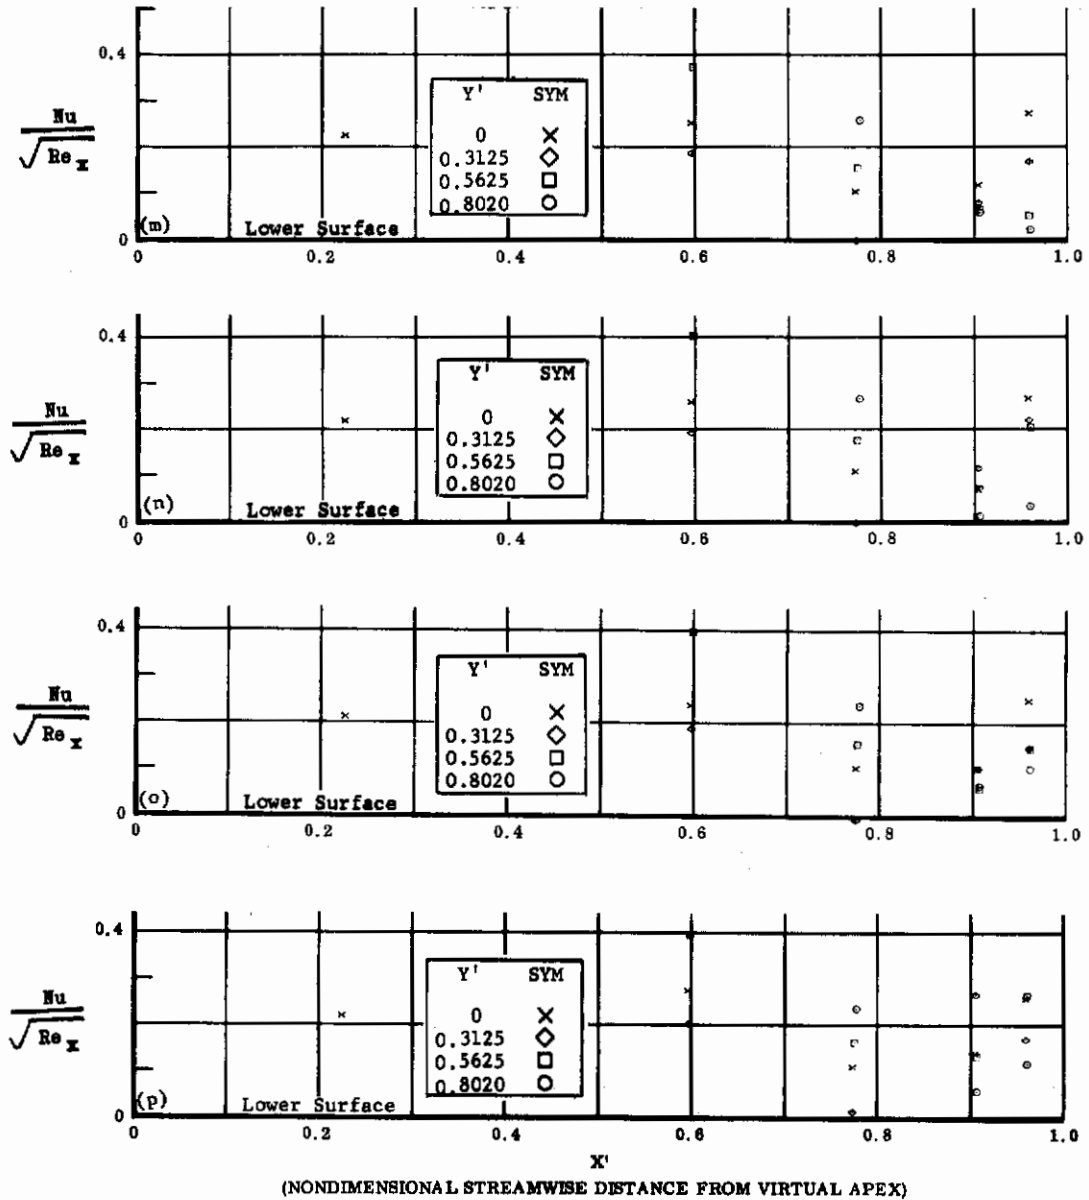 0.4
Nu
√Re x
Y' SYM
0 ×
0.3125 ◇
0.5625 □
0.8020 ○
(m) Lower Surface
0
0 0.2 0.4 0.6 0.8 1.0
0.4
Nu
√Re x
Y' SYM
0 ×
0.3125 ◇
0.5625 □
0.8020 ○
(n) Lower Surface
0
0 0.2 0.4 0.6 0.8 1.0
0.4
Nu
√Re x
Y' SYM
0 ×
0.3125 ◇
0.5625 □
0.8020 ○
(o) Lower Surface
0
0 0.2 0.4 0.6 0.8 1.0
0.4
Nu
√Re x
Y' SYM
0 ×
0.3125 ◇
0.5625 □
0.8020 ○
(p) Lower Surface
0
0 0.2 0.4 0.6 0.8 1.0
X'
(NONDIMENSIONAL STREAMWISE DISTANCE FROM VIRTUAL APEX)